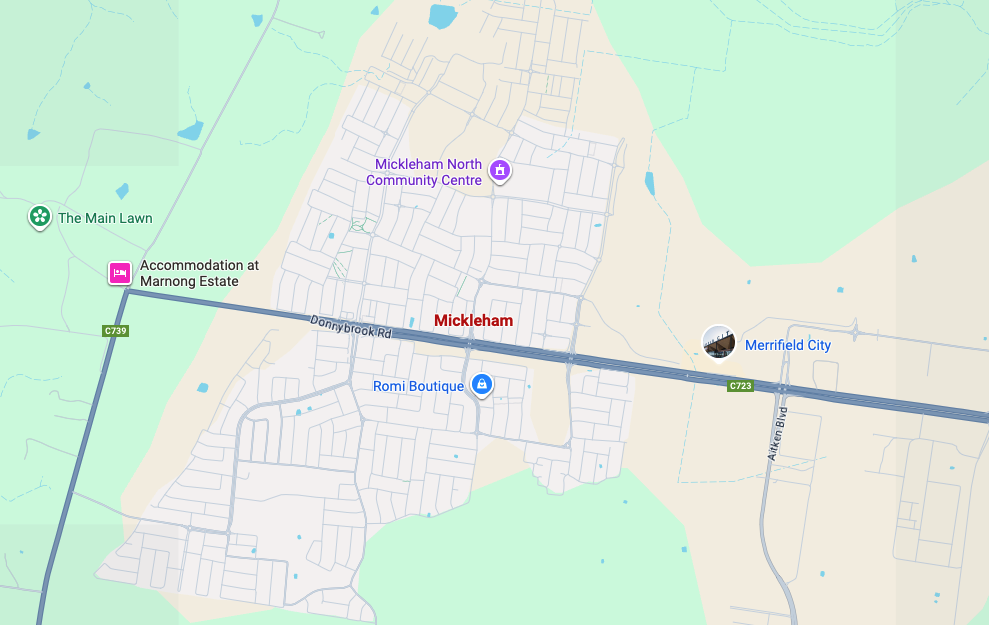 Mickleham North
Community Centre
The Main Lawn
Accommodation at
Marnong Estate
C739
Donnybrook Rd
Mickleham
Merrifield City
Romi Boutique
C723
Aitken Blvd